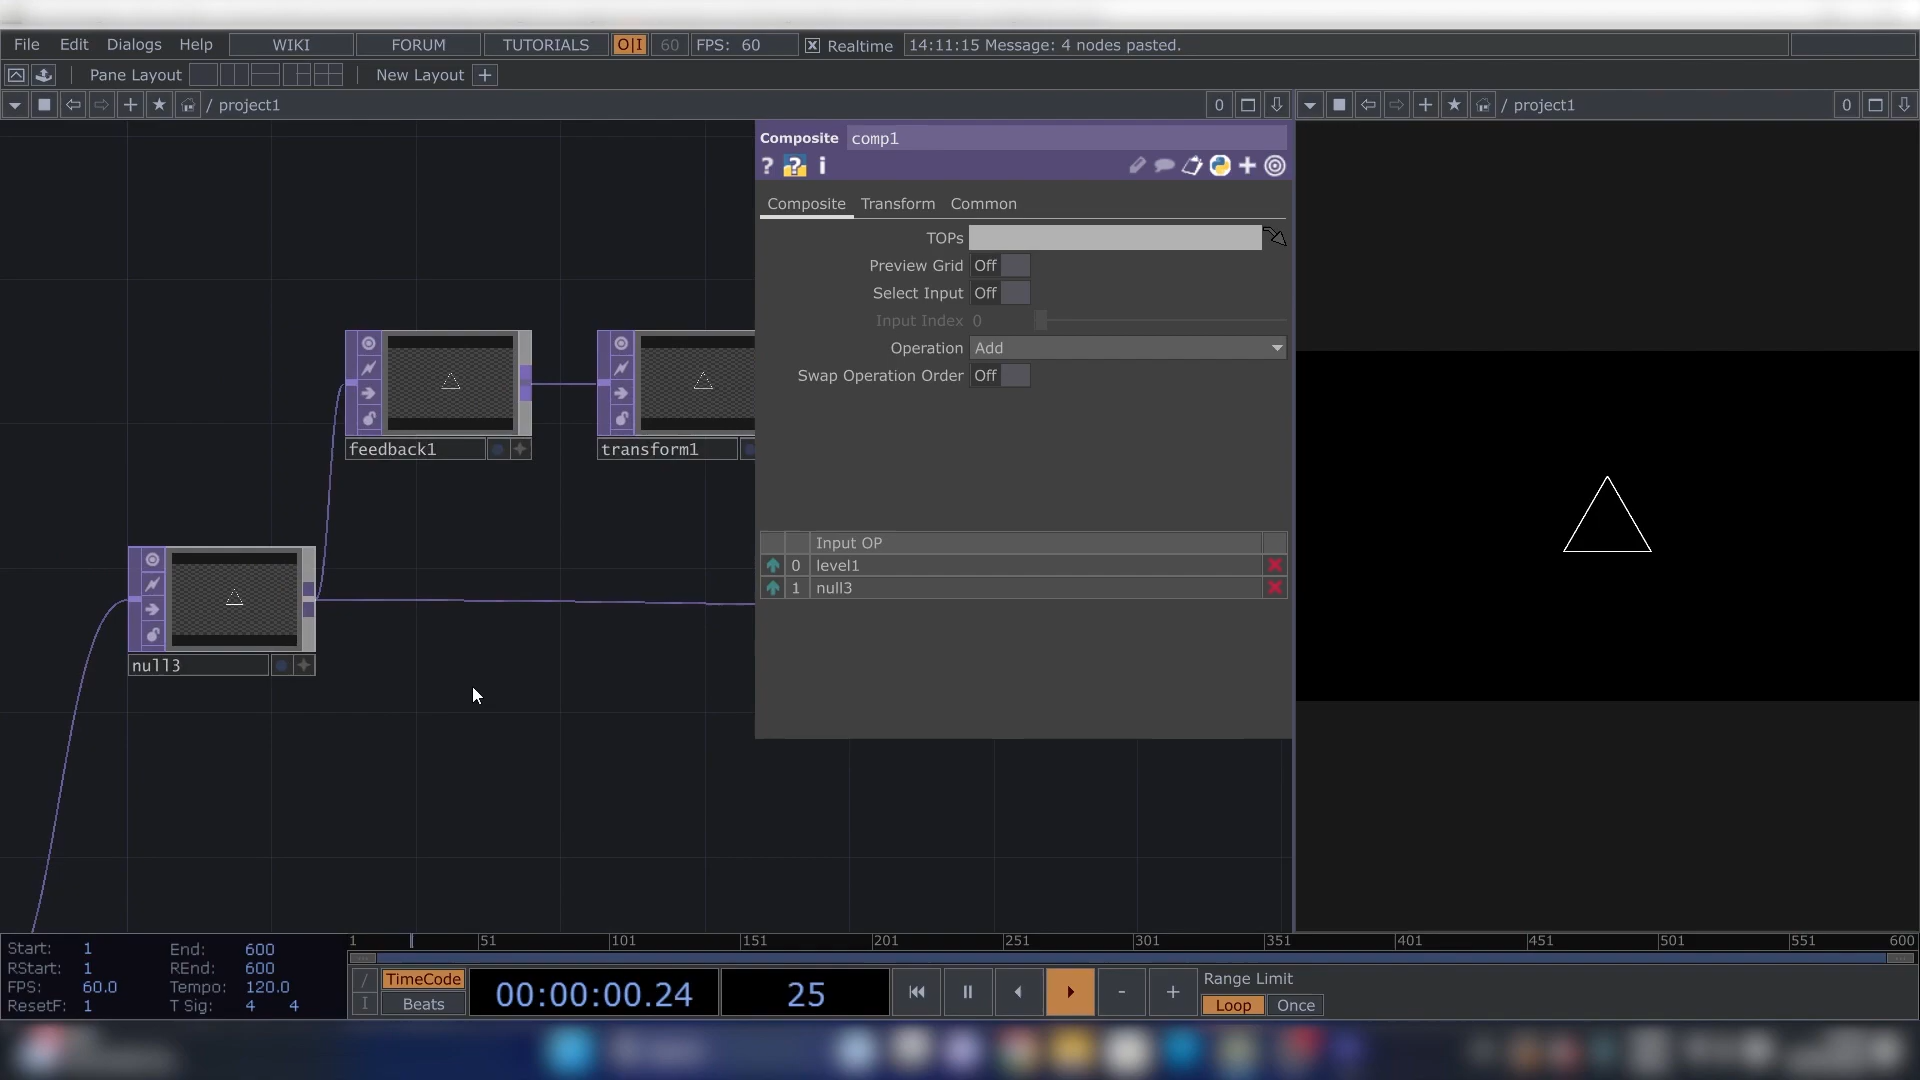 File Edit Dialogs Help WIKI FORUM TUTORIALS O|I 60 FPS: 60 Realtime 14:11:15 Message: 4 nodes pasted.
Pane Layout New Layout +
/ project1 0 / project1 0
Composite comp1
? ? i
Composite Transform Common
TOPs
Preview Grid Off
Select Input Off
Input Index 0
Operation Add
Swap Operation Order Off
feedback1
transform1
Input OP
0 level1
1 null3
null3
Start: 1 End: 600
RStart: 1 REnd: 600
FPS: 60.0 Tempo: 120.0
ResetF: 1 T Sig: 4 4
1 51 101 151 201 251 301 351 401 451 501 551 600
/ TimeCode
I Beats
00:00:00.24
25
- +
Range Limit
Loop Once